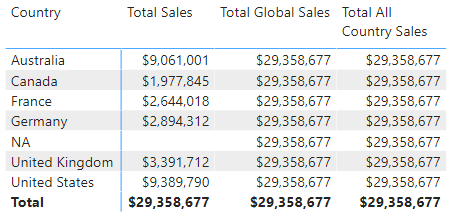 Country Total Sales Total Global Sales Total All
Country Sales
Australia $9,061,001 $29,358,677 $29,358,677
Canada $1,977,845 $29,358,677 $29,358,677
France $2,644,018 $29,358,677 $29,358,677
Germany $2,894,312 $29,358,677 $29,358,677
NA $29,358,677 $29,358,677
United Kingdom $3,391,712 $29,358,677 $29,358,677
United States $9,389,790 $29,358,677 $29,358,677
Total $29,358,677 $29,358,677 $29,358,677